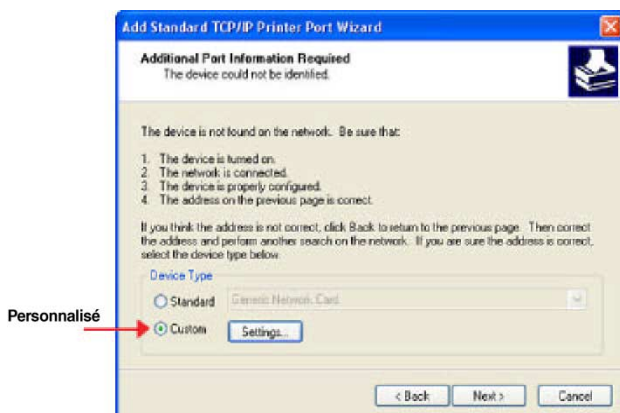 Add Standard TCP/IP Printer Port Wizard
Additional Port Information Required
The device could not be identified.
The device is not found on the network. Be sure that:
1. The device is turned on.
2. The network is connected.
3. The device is properly configured.
4. The address on the previous page is correct.
If you think the address is not correct, click Back to return to the previous page. Then correct
the address and perform another search on the network. If you are sure the address is correct,
select the device type below.
Device Type
Standard Generic Network Card
Personnalisé
Custom Settings...
< Back Next > Cancel